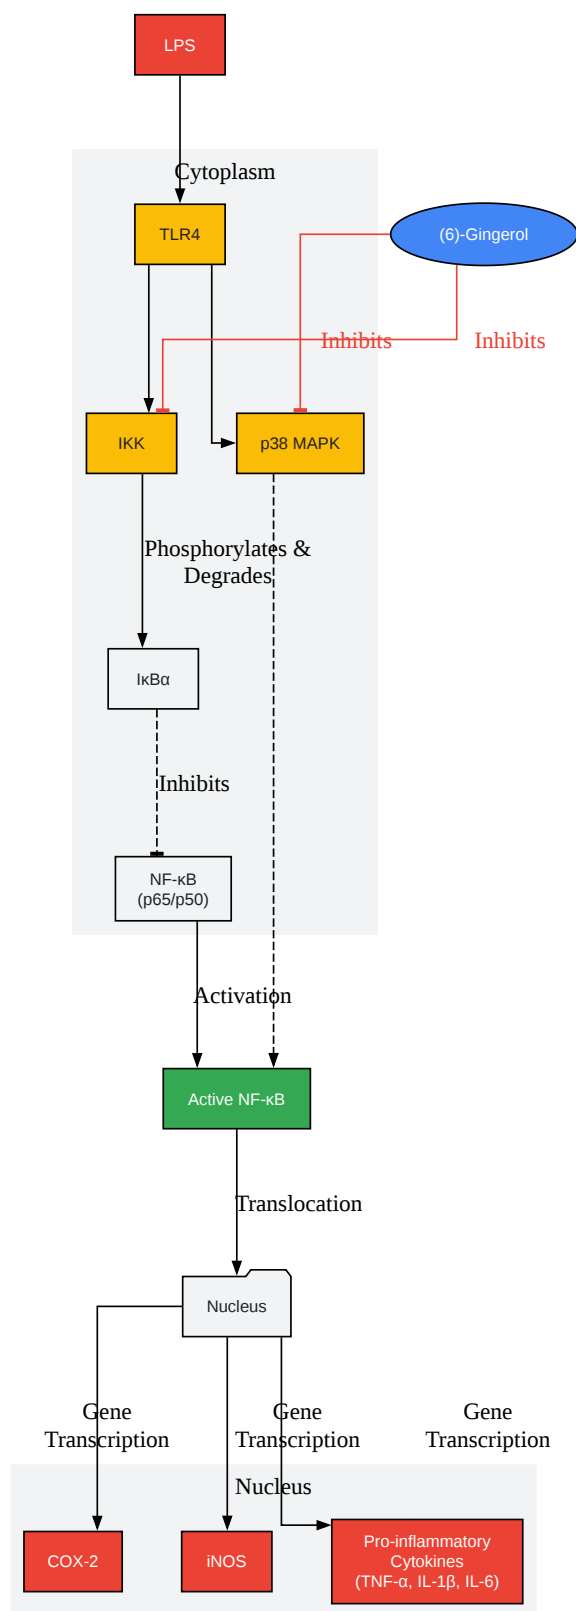 LPS
Cytoplasm
TLR4
(6)-Gingerol
Inhibits
Inhibits
IKK
p38 MAPK
Phosphorylates &
Degrades
IκBα
Inhibits
NF-κB
(p65/p50)
Activation
Active NF-κB
Translocation
Nucleus
Gene
Transcription
Gene
Transcription
Gene
Transcription
Nucleus
COX-2
iNOS
Pro-inflammatory
Cytokines
(TNF-α, IL-1β, IL-6)